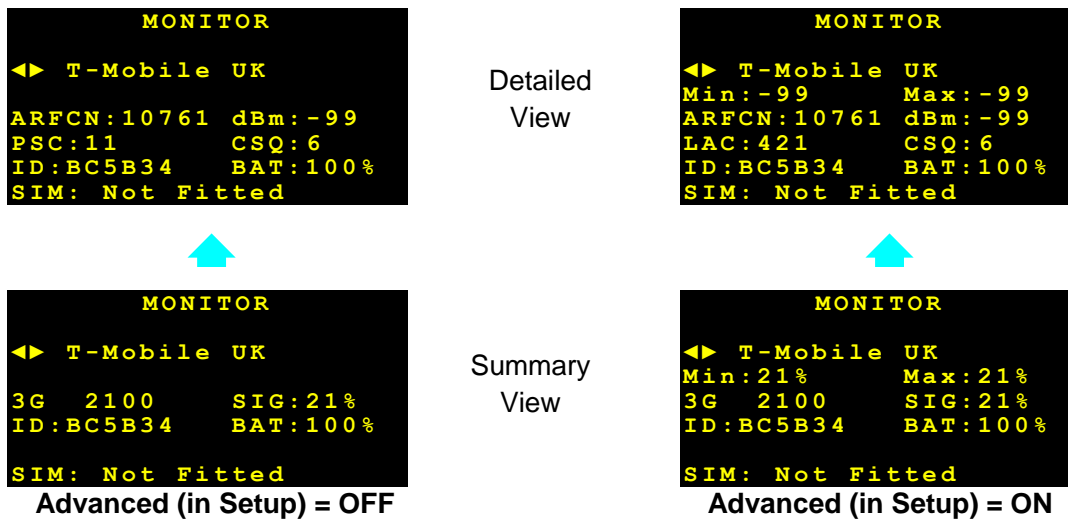 MONITOR
◄► T-Mobile UK
ARFCN:10761 dBm:-99
PSC:11 CSQ:6
ID:BC5B34 BAT:100%
SIM: Not Fitted
Detailed
View
MONITOR
◄► T-Mobile UK
Min:-99 Max:-99
ARFCN:10761 dBm:-99
LAC:421 CSQ:6
ID:BC5B34 BAT:100%
SIM: Not Fitted
MONITOR
◄► T-Mobile UK
3G 2100 SIG:21%
ID:BC5B34 BAT:100%
SIM: Not Fitted
Advanced (in Setup) = OFF
Summary
View
MONITOR
◄► T-Mobile UK
Min:21% Max:21%
3G 2100 SIG:21%
ID:BC5B34 BAT:100%
SIM: Not Fitted
Advanced (in Setup) = ON